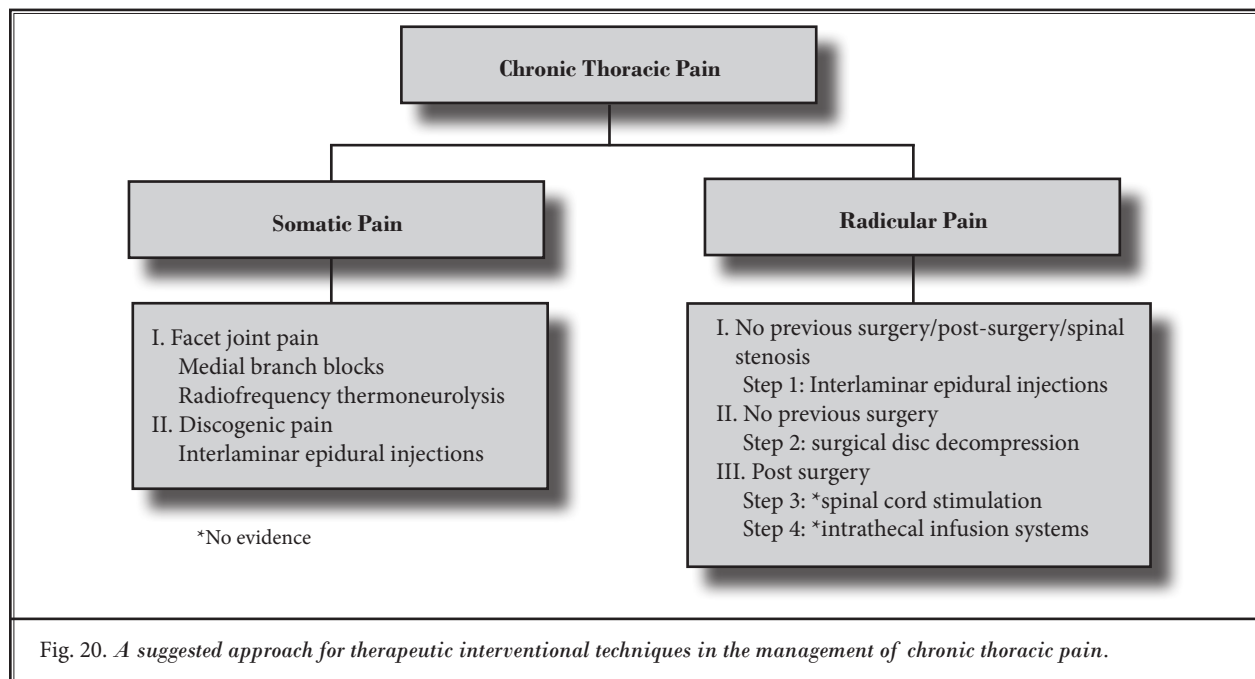 Chronic Thoracic Pain
Somatic Pain
Radicular Pain
I. Facet joint pain
Medial branch blocks
Radiofrequency thermoneurolysis
II. Discogenic pain
Interlaminar epidural injections
*No evidence
I. No previous surgery/post-surgery/spinal
stenosis
Step 1: Interlaminar epidural injections
II. No previous surgery
Step 2: surgical disc decompression
III. Post surgery
Step 3: *spinal cord stimulation
Step 4: *intrathecal infusion systems
Fig. 20. A suggested approach for therapeutic interventional techniques in the management of chronic thoracic pain.